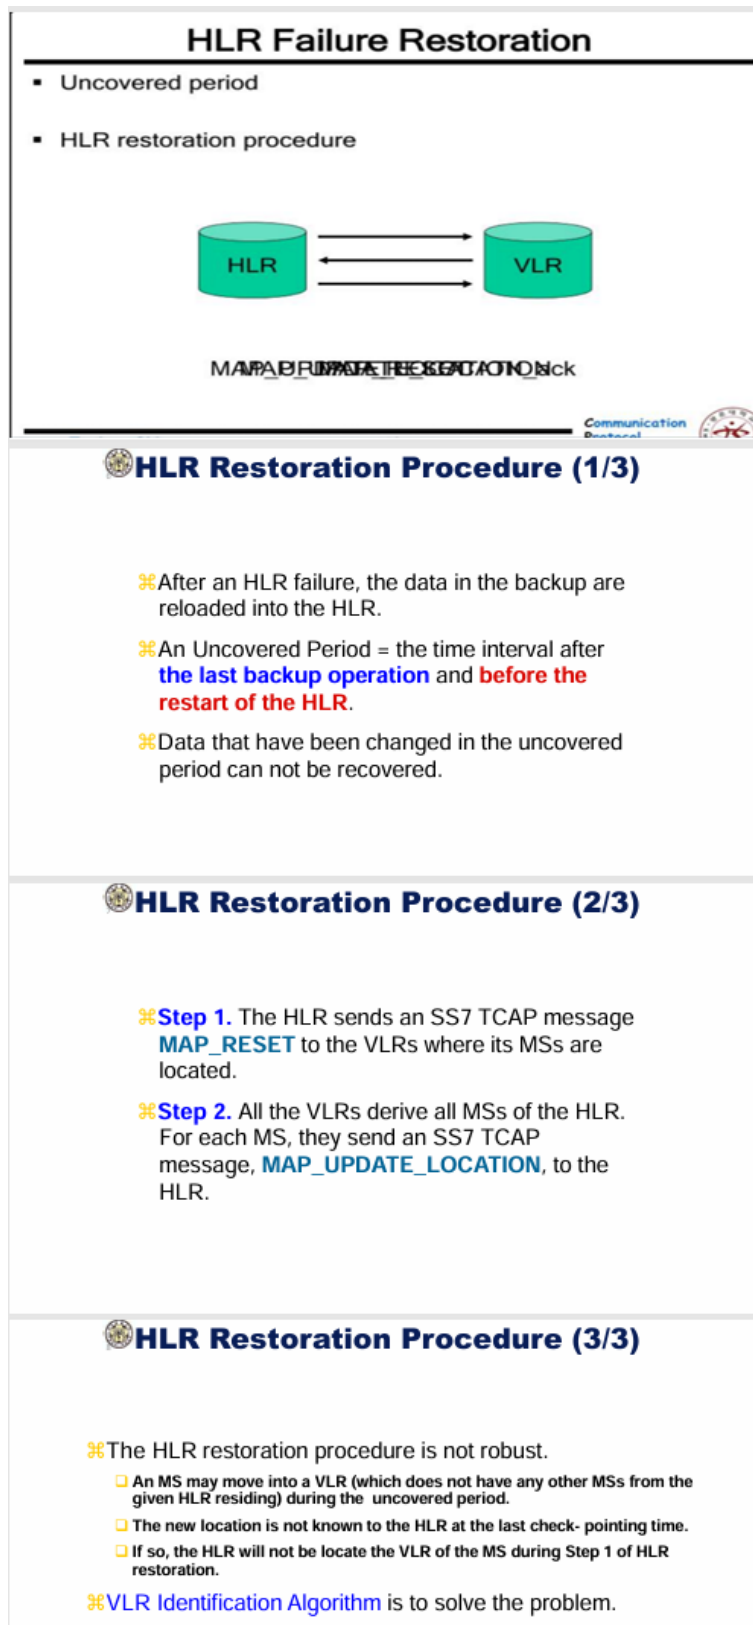 HLR Failure Restoration
▪ Uncovered period
▪ HLR restoration procedure
HLR
VLR
Communication
Protocol
HLR Restoration Procedure (1/3)
⌘After an HLR failure, the data in the backup are
reloaded into the HLR.
⌘An Uncovered Period = the time interval after
the last backup operation and before the
restart of the HLR.
⌘Data that have been changed in the uncovered
period can not be recovered.
HLR Restoration Procedure (2/3)
⌘Step 1. The HLR sends an SS7 TCAP message
MAP_RESET to the VLRs where its MSs are
located.
⌘Step 2. All the VLRs derive all MSs of the HLR.
For each MS, they send an SS7 TCAP
message, MAP_UPDATE_LOCATION, to the
HLR.
HLR Restoration Procedure (3/3)
⌘The HLR restoration procedure is not robust.
❑ An MS may move into a VLR (which does not have any other MSs from the
given HLR residing) during the uncovered period.
❑ The new location is not known to the HLR at the last check- pointing time.
❑ If so, the HLR will not be locate the VLR of the MS during Step 1 of HLR
restoration.
⌘VLR Identification Algorithm is to solve the problem.